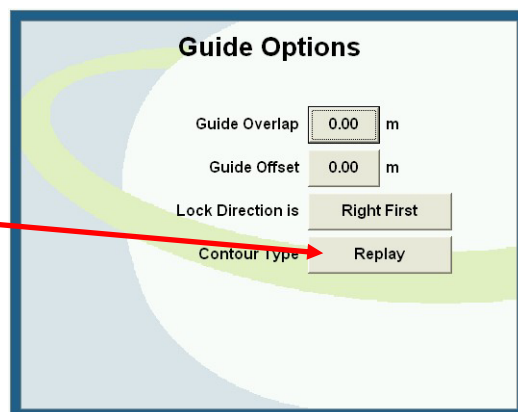 Guide Options
Guide Overlap 0.00 m
Guide Offset 0.00 m
Lock Direction is Right First
Contour Type Replay